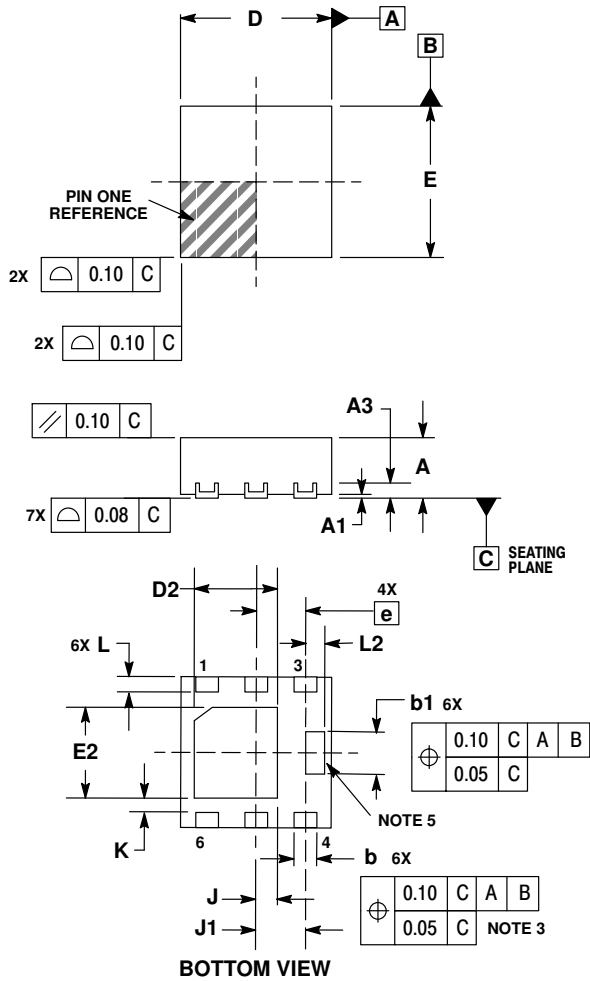 D
A
B
E
PIN ONE
REFERENCE
2X ⌓ 0.10 C
2X ⌓ 0.10 C
A3
⫽ 0.10 C
A
7X ⌓ 0.08 C
A1
C SEATING
PLANE
D2
4X
e
6X L
L2
1 3
b1 6X
⌖ 0.10 C A B
0.05 C
E2
NOTE 5
K
6 4
b 6X
J
⌖ 0.10 C A B
0.05 C NOTE 3
J1
BOTTOM VIEW